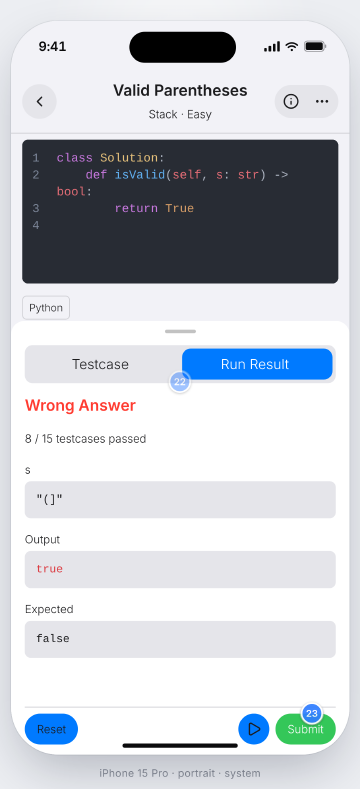 9:41
Valid Parentheses
Stack · Easy
1 class Solution:
2 def isValid(self, s: str) ->
bool:
3 return True
4
Python
Testcase
Run Result
22
Wrong Answer
8 / 15 testcases passed
s
"(]"
Output
true
Expected
false
23
Reset
Submit
iPhone 15 Pro · portrait · system